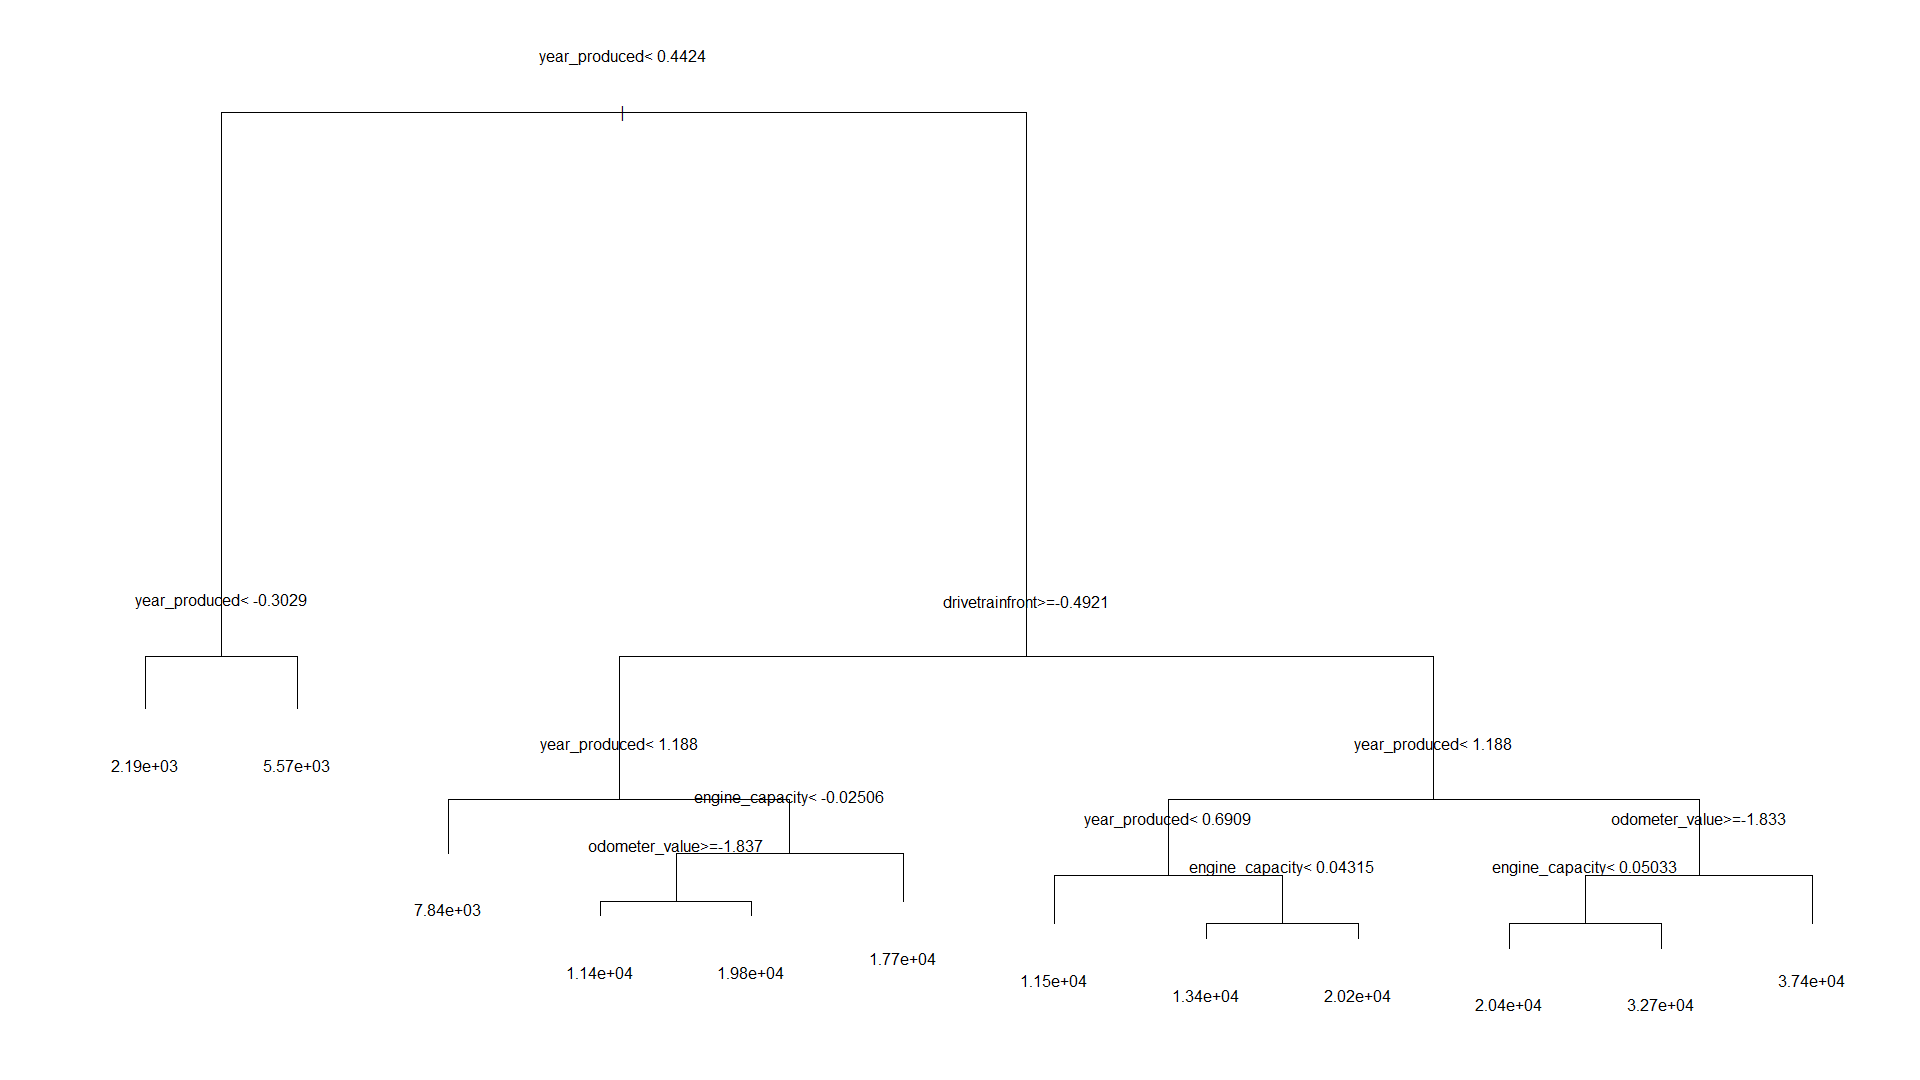 year_produced< 0.4424
year_produced< -0.3029
drivetrainfront>=-0.4921
year_produced< 1.188
year_produced< 1.188
2.19e+03
5.57e+03
engine_capacity< -0.02506
year_produced< 0.6909
odometer_value>=-1.833
odometer_value>=-1.837
engine_capacity< 0.04315
engine_capacity< 0.05033
7.84e+03
1.77e+04
1.14e+04
1.98e+04
1.15e+04
3.74e+04
1.34e+04
2.02e+04
2.04e+04
3.27e+04